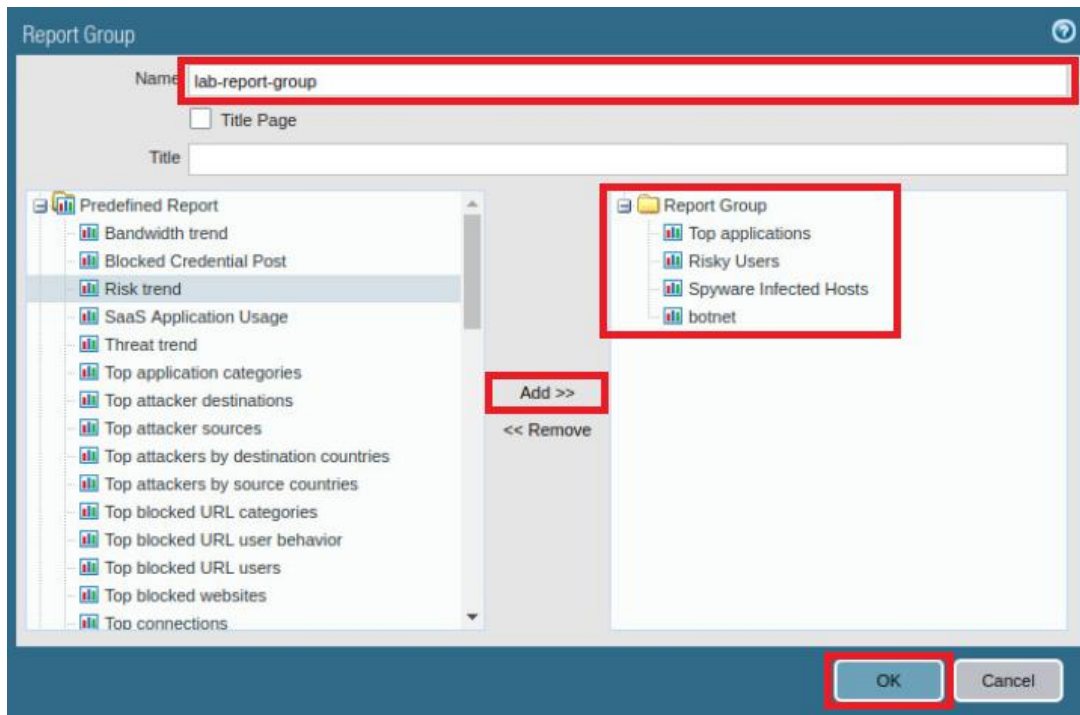 Report Group
Name lab-report-group
Title Page
Title
Predefined Report
Bandwidth trend
Blocked Credential Post
Risk trend
SaaS Application Usage
Threat trend
Top application categories
Top attacker destinations
Top attacker sources
Top attackers by destination countries
Top attackers by source countries
Top blocked URL categories
Top blocked URL user behavior
Top blocked URL users
Top blocked websites
Top connections
Add >>
<< Remove
Report Group
Top applications
Risky Users
Spyware Infected Hosts
botnet
OK Cancel